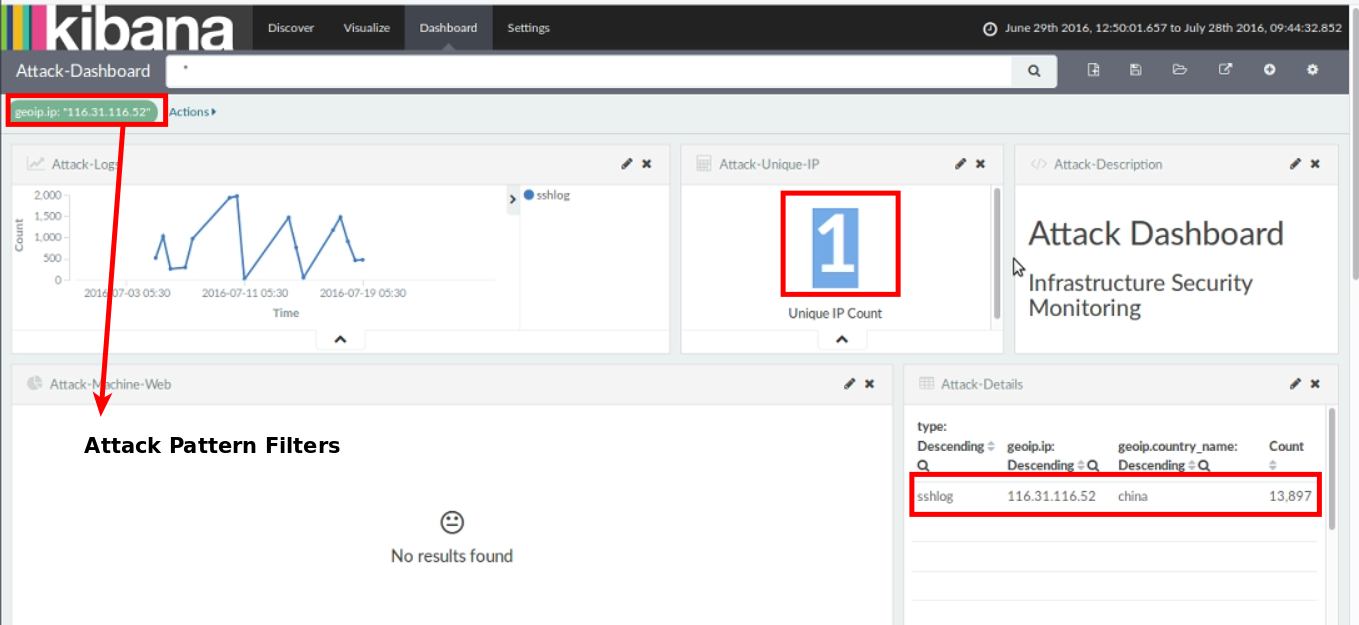 kibana
Discover Visualize Dashboard Settings June 29th 2016, 12:50:01.657 to July 28th 2016, 09:44:32.852
Attack-Dashboard *
geoip.ip: "116.31.116.52" Actions
Attack-Logs
2,000
1,500
1,000
500
0
Count
2016-07-03 05:30 2016-07-11 05:30 2016-07-19 05:30
Time
sshlog
Attack-Unique-IP
1
Unique IP Count
Attack-Description
Attack Dashboard
Infrastructure Security
Monitoring
Attack-Machine-Web
Attack Pattern Filters
No results found
Attack-Details
type:
Descending geoip.ip: geoip.country_name: Count
Descending Descending
sshlog 116.31.116.52 china 13,897